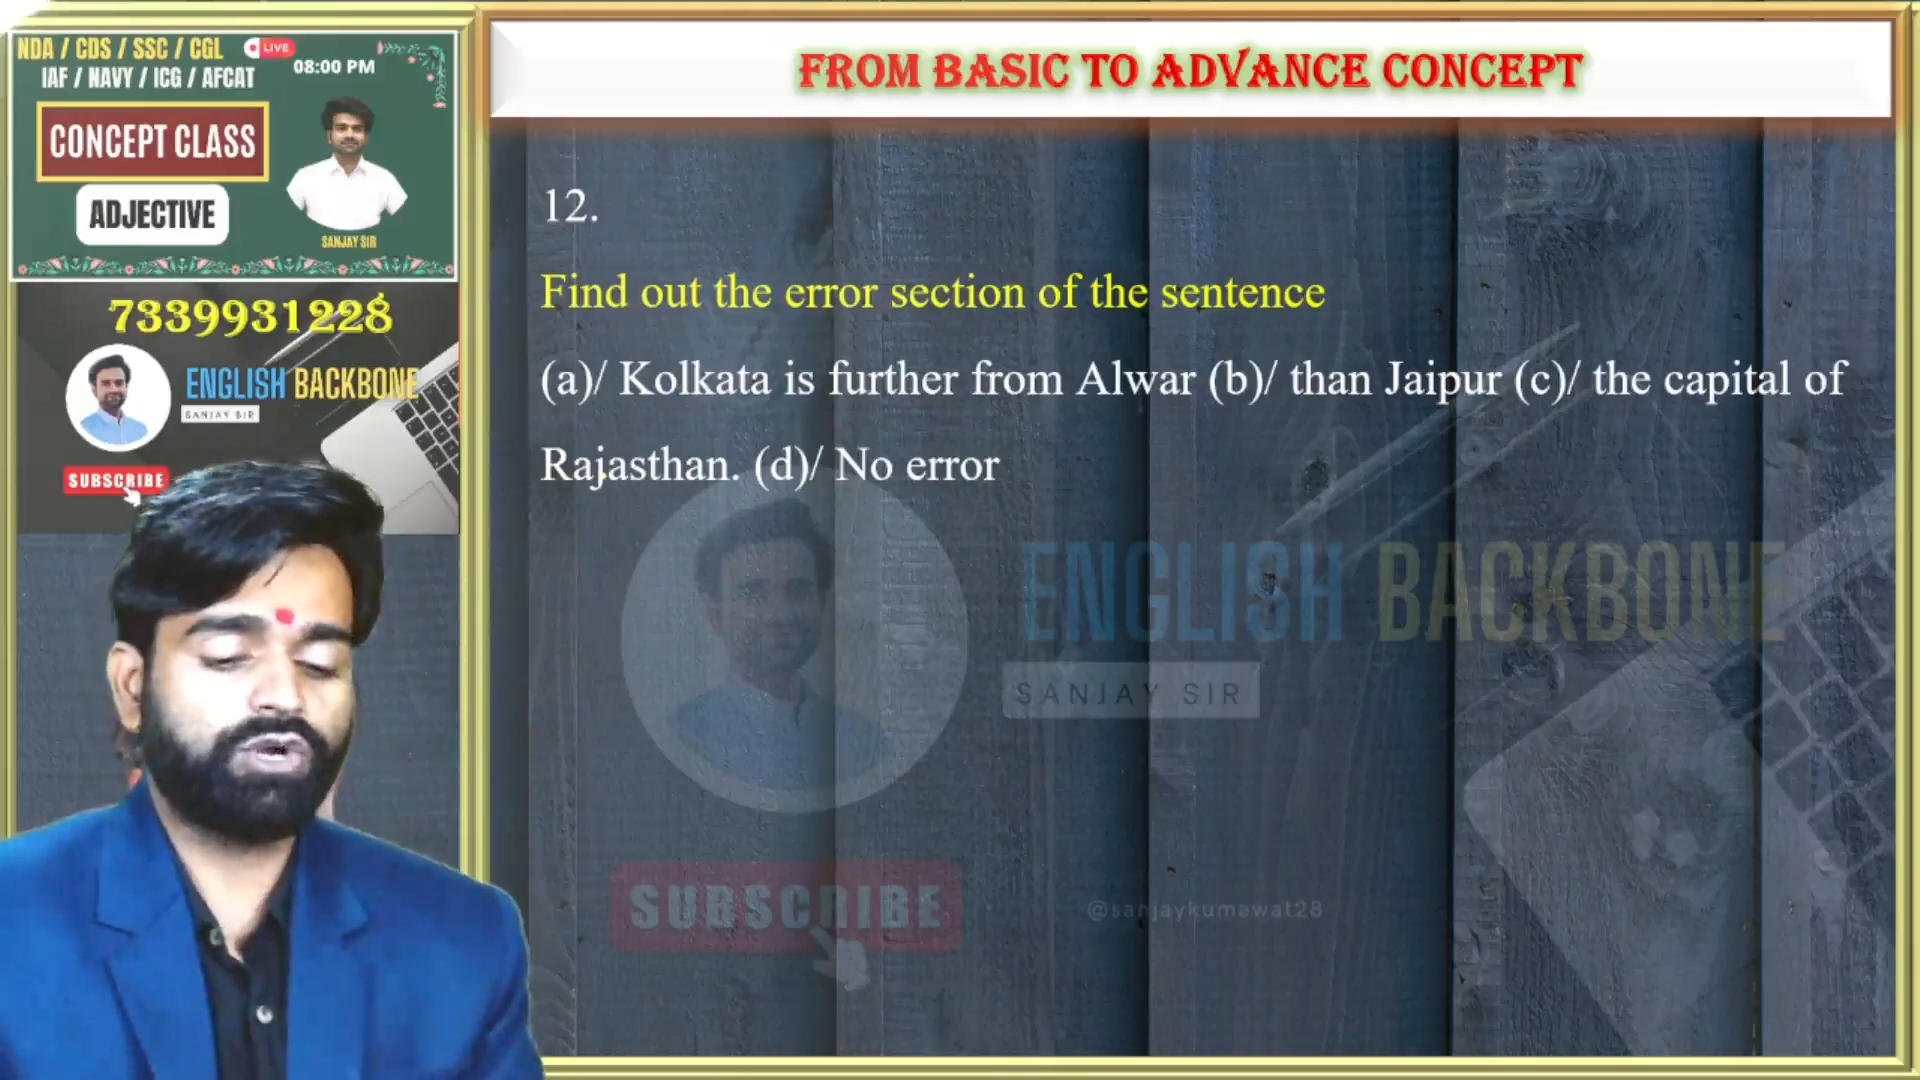 NDA / CDS / SSC / CGL
LIVE
IAF / NAVY / ICG / AFCAT
08:00 PM
CONCEPT CLASS
ADJECTIVE
SANJAY SIR
7339931228
ENGLISH BACKBONE
SANJAY SIR
SUBSCRIBE
FROM BASIC TO ADVANCE CONCEPT
12.
Find out the error section of the sentence
(a)/ Kolkata is further from Alwar (b)/ than Jaipur (c)/ the capital of
Rajasthan. (d)/ No error
ENGLISH BACKBONE
SANJAY SIR
SUBSCRIBE
@sanjaykumawat28